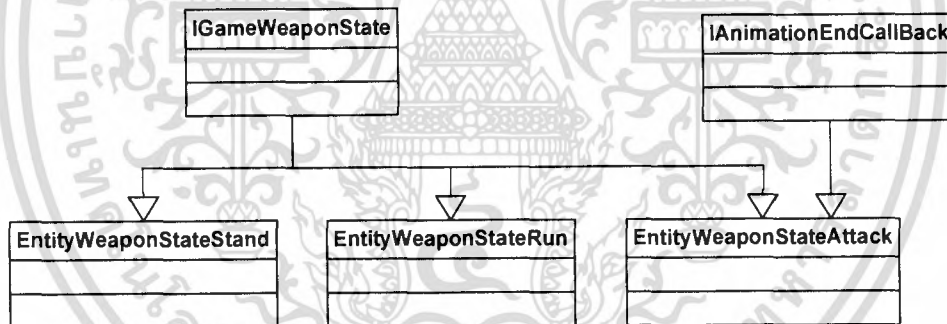 IGameWeaponState
IAnimationEndCallBack
EntityWeaponStateStand
EntityWeaponStateRun
EntityWeaponStateAttack